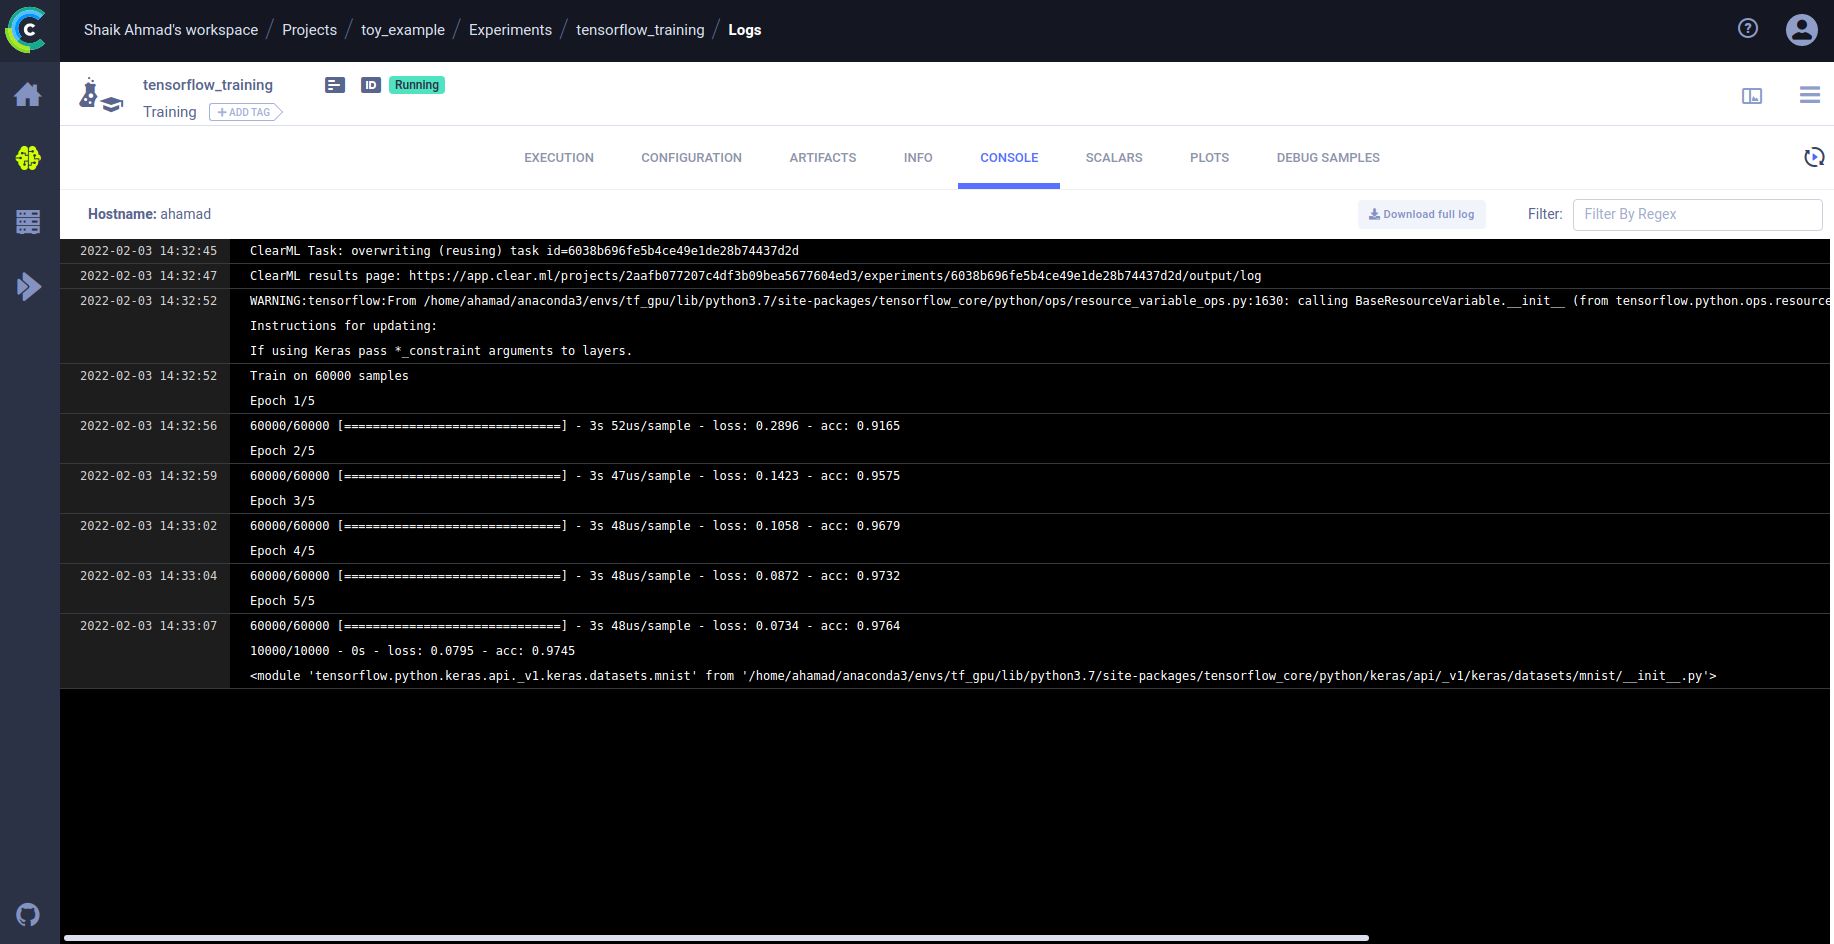 Shaik Ahmad's workspace / Projects / toy_example / Experiments / tensorflow_training / Logs
tensorflow_training ID Running
Training + ADD TAG
EXECUTION CONFIGURATION ARTIFACTS INFO CONSOLE SCALARS PLOTS DEBUG SAMPLES
Hostname: ahamad Download full log Filter: Filter By Regex
2022-02-03 14:32:45 ClearML Task: overwriting (reusing) task id=6038b696fe5b4ce49e1de28b74437d2d
2022-02-03 14:32:47 ClearML results page: https://app.clear.ml/projects/2aafb077207c4df3b09bea5677604ed3/experiments/6038b696fe5b4ce49e1de28b74437d2d/output/log
2022-02-03 14:32:52 WARNING:tensorflow:From /home/ahamad/anaconda3/envs/tf_gpu/lib/python3.7/site-packages/tensorflow_core/python/ops/resource_variable_ops.py:1630: calling BaseResourceVariable.__init__ (from tensorflow.python.ops.resource
Instructions for updating:
If using Keras pass *_constraint arguments to layers.
2022-02-03 14:32:52 Train on 60000 samples
Epoch 1/5
2022-02-03 14:32:56 60000/60000 [==============================] - 3s 52us/sample - loss: 0.2896 - acc: 0.9165
Epoch 2/5
2022-02-03 14:32:59 60000/60000 [==============================] - 3s 47us/sample - loss: 0.1423 - acc: 0.9575
Epoch 3/5
2022-02-03 14:33:02 60000/60000 [==============================] - 3s 48us/sample - loss: 0.1058 - acc: 0.9679
Epoch 4/5
2022-02-03 14:33:04 60000/60000 [==============================] - 3s 48us/sample - loss: 0.0872 - acc: 0.9732
Epoch 5/5
2022-02-03 14:33:07 60000/60000 [==============================] - 3s 48us/sample - loss: 0.0734 - acc: 0.9764
10000/10000 - 0s - loss: 0.0795 - acc: 0.9745
<module 'tensorflow.python.keras.api._v1.keras.datasets.mnist' from '/home/ahamad/anaconda3/envs/tf_gpu/lib/python3.7/site-packages/tensorflow_core/python/keras/api/_v1/keras/datasets/mnist/__init__.py'>